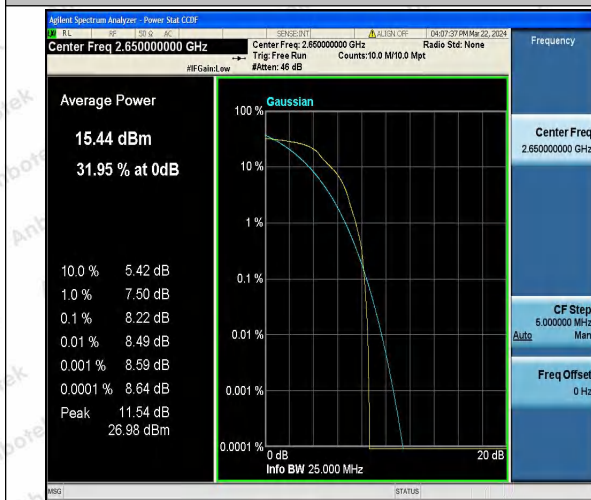 Agilent Spectrum Analyzer - Power Stat CCDF
RL RF 50 Ω AC SENSE:INT ALIGN OFF 04:07:37 PM Mar 22, 2024
Center Freq 2.650000000 GHz
Center Freq: 2.650000000 GHz Radio Std: None
Trig: Free Run Counts:10.0 M/10.0 Mpt
#IFGain:Low #Atten: 46 dB
Frequency
Average Power
15.44 dBm
31.95 % at 0dB
10.0 % 5.42 dB
1.0 % 7.50 dB
0.1 % 8.22 dB
0.01 % 8.49 dB
0.001 % 8.59 dB
0.0001 % 8.64 dB
Peak 11.54 dB
26.98 dBm
Gaussian
100 %
10 %
1 %
0.1 %
0.01 %
0.001 %
0.0001 %
0 dB 20 dB
Info BW 25.000 MHz
Center Freq
2.650000000 GHz
CF Step
5.000000 MHz
Auto Man
Freq Offset
0 Hz
MSG STATUS